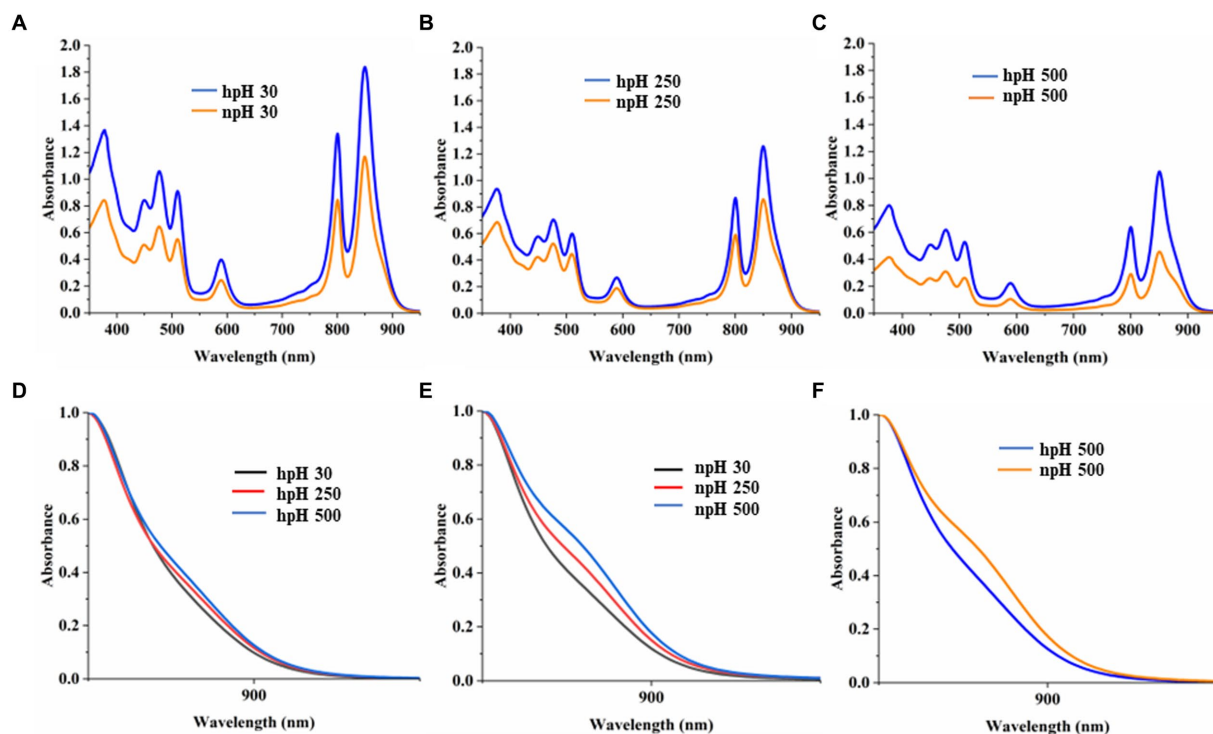 A
2.0
1.8
1.6
1.4
1.2
1.0
0.8
0.6
0.4
0.2
0.0
Absorbance
hpH 30
npH 30
400 500 600 700 800 900
Wavelength (nm)
B
2.0
1.8
1.6
1.4
1.2
1.0
0.8
0.6
0.4
0.2
0.0
Absorbance
hpH 250
npH 250
400 500 600 700 800 900
Wavelength (nm)
C
2.0
1.8
1.6
1.4
1.2
1.0
0.8
0.6
0.4
0.2
0.0
Absorbance
hpH 500
npH 500
400 500 600 700 800 900
Wavelength (nm)
D
1.0
0.8
0.6
0.4
0.2
0.0
Absorbance
hpH 30
hpH 250
hpH 500
900
Wavelength (nm)
E
1.0
0.8
0.6
0.4
0.2
0.0
Absorbance
npH 30
npH 250
npH 500
900
Wavelength (nm)
F
1.0
0.8
0.6
0.4
0.2
0.0
Absorbance
hpH 500
npH 500
900
Wavelength (nm)